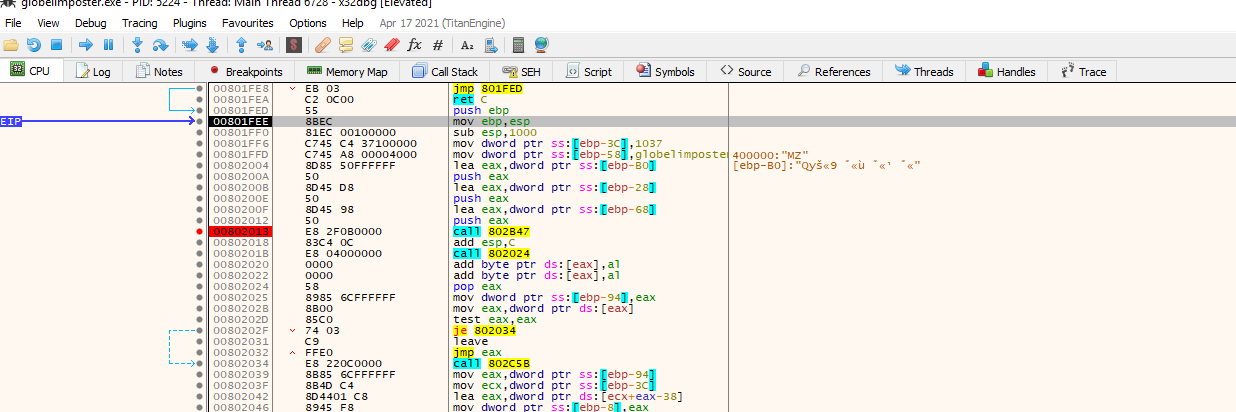 globelimposter.exe - PID: 5224 - Thread: Main Thread 6728 - x32dbg [Elevated]
File View Debug Tracing Plugins Favourites Options Help Apr 17 2021 (TitanEngine)
fx # A₂
CPU Log Notes Breakpoints Memory Map Call Stack SEH Script Symbols <> Source References Threads Handles Trace
00801FE8 EB 03 jmp 801FED
00801FEA C2 0C00 ret C
00801FED 55 push ebp
EIP 00801FEE 8BEC mov ebp,esp
00801FF0 81EC 00100000 sub esp,1000
00801FF6 C745 C4 37100000 mov dword ptr ss:[ebp-3C],1037
00801FFD C745 A8 00004000 mov dword ptr ss:[ebp-58],globelimposter 400000:"MZ"
00802004 8D85 50FFFFFF lea eax,dword ptr ss:[ebp-B0] [ebp-B0]:
0080200A 50 push eax
0080200B 8D45 D8 lea eax,dword ptr ss:[ebp-28]
0080200E 50 push eax
0080200F 8D45 98 lea eax,dword ptr ss:[ebp-68]
00802012 50 push eax
00802013 E8 2F0B0000 call 802B47
00802018 83C4 0C add esp,C
0080201B E8 04000000 call 802024
00802020 0000 add byte ptr ds:[eax],al
00802022 0000 add byte ptr ds:[eax],al
00802024 58 pop eax
00802025 8985 6CFFFFFF mov dword ptr ss:[ebp-94],eax
0080202B 8B00 mov eax,dword ptr ds:[eax]
0080202D 85C0 test eax,eax
0080202F 74 03 je 802034
00802031 C9 leave
00802032 FFE0 jmp eax
00802034 E8 220C0000 call 802C5B
00802039 8B85 6CFFFFFF mov eax,dword ptr ss:[ebp-94]
0080203F 8B4D C4 mov ecx,dword ptr ss:[ebp-3C]
00802042 8D4401 C8 lea eax,dword ptr ds:[ecx+eax-38]
00802046 8945 F8 mov dword ptr ss:[ebp-8],eax